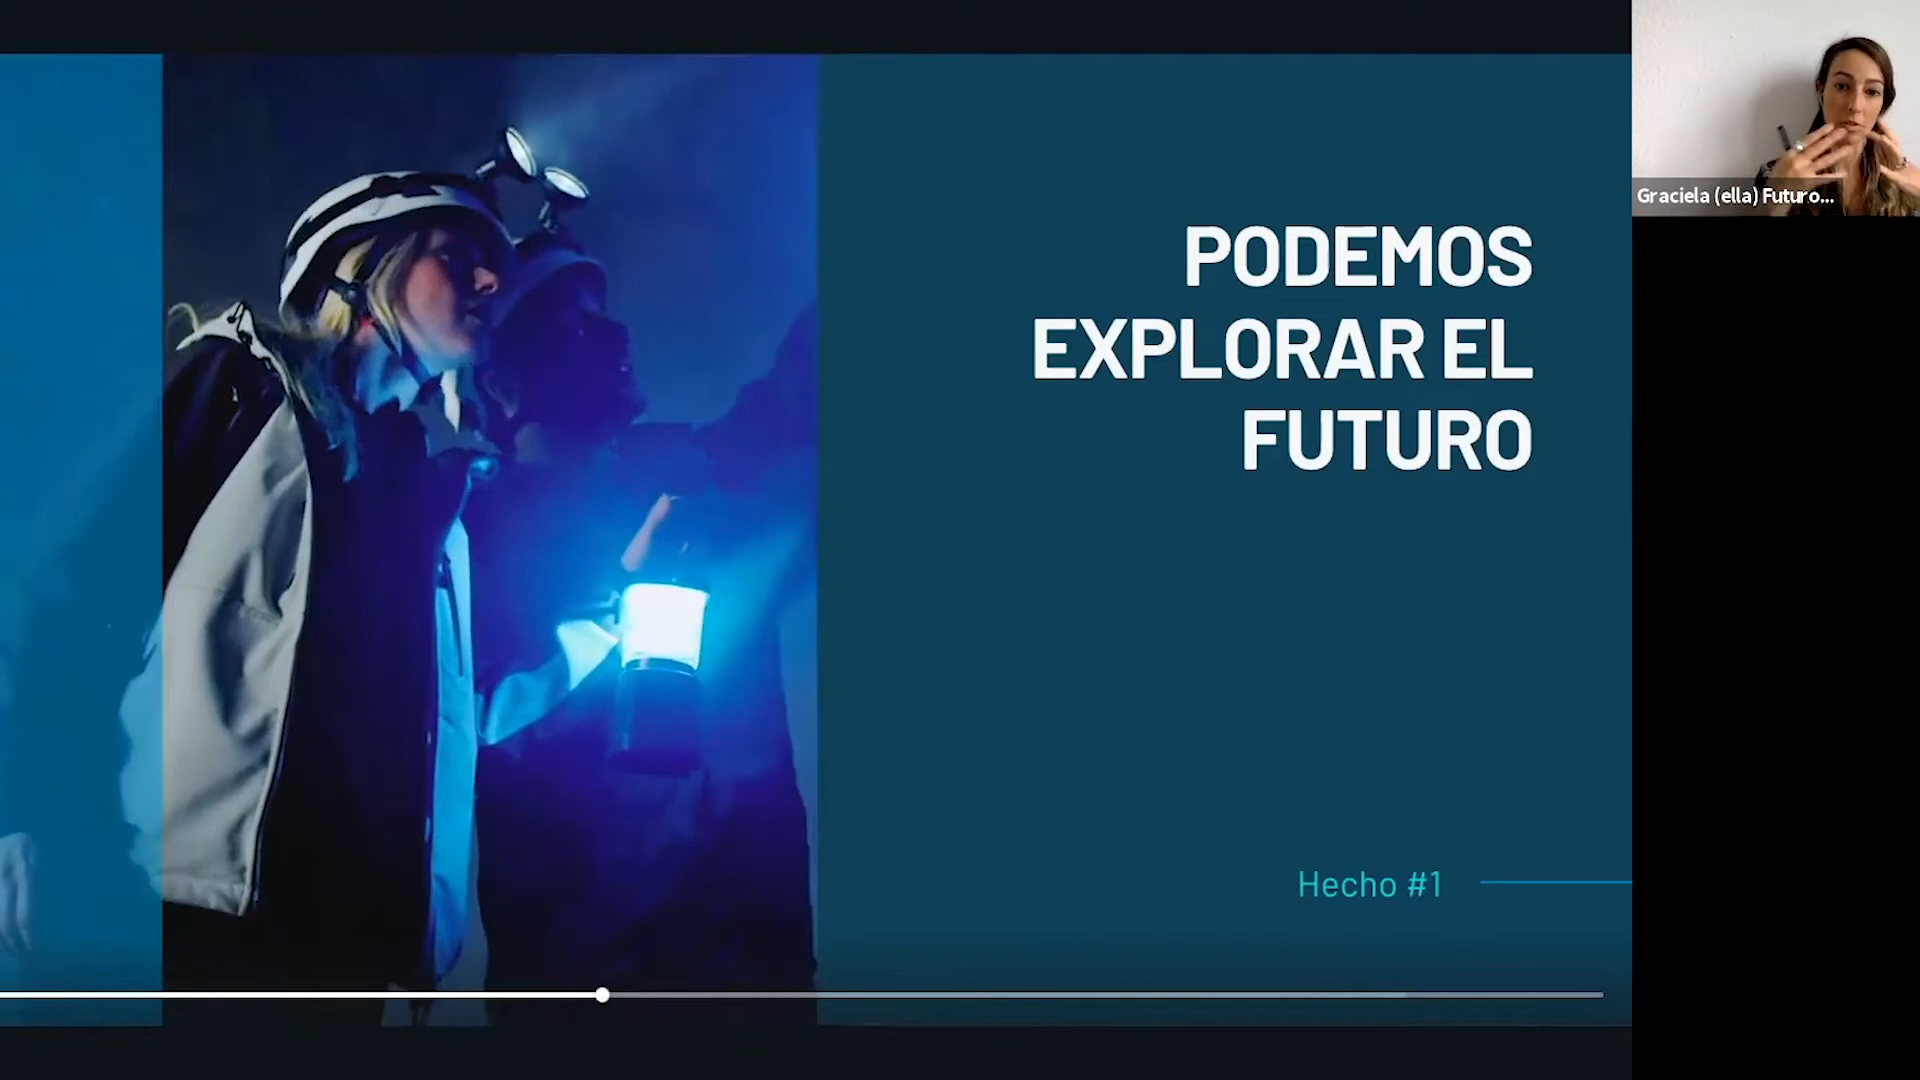 Graciela (ella) Futuro...
PODEMOS
EXPLORAR EL
FUTURO
Hecho #1